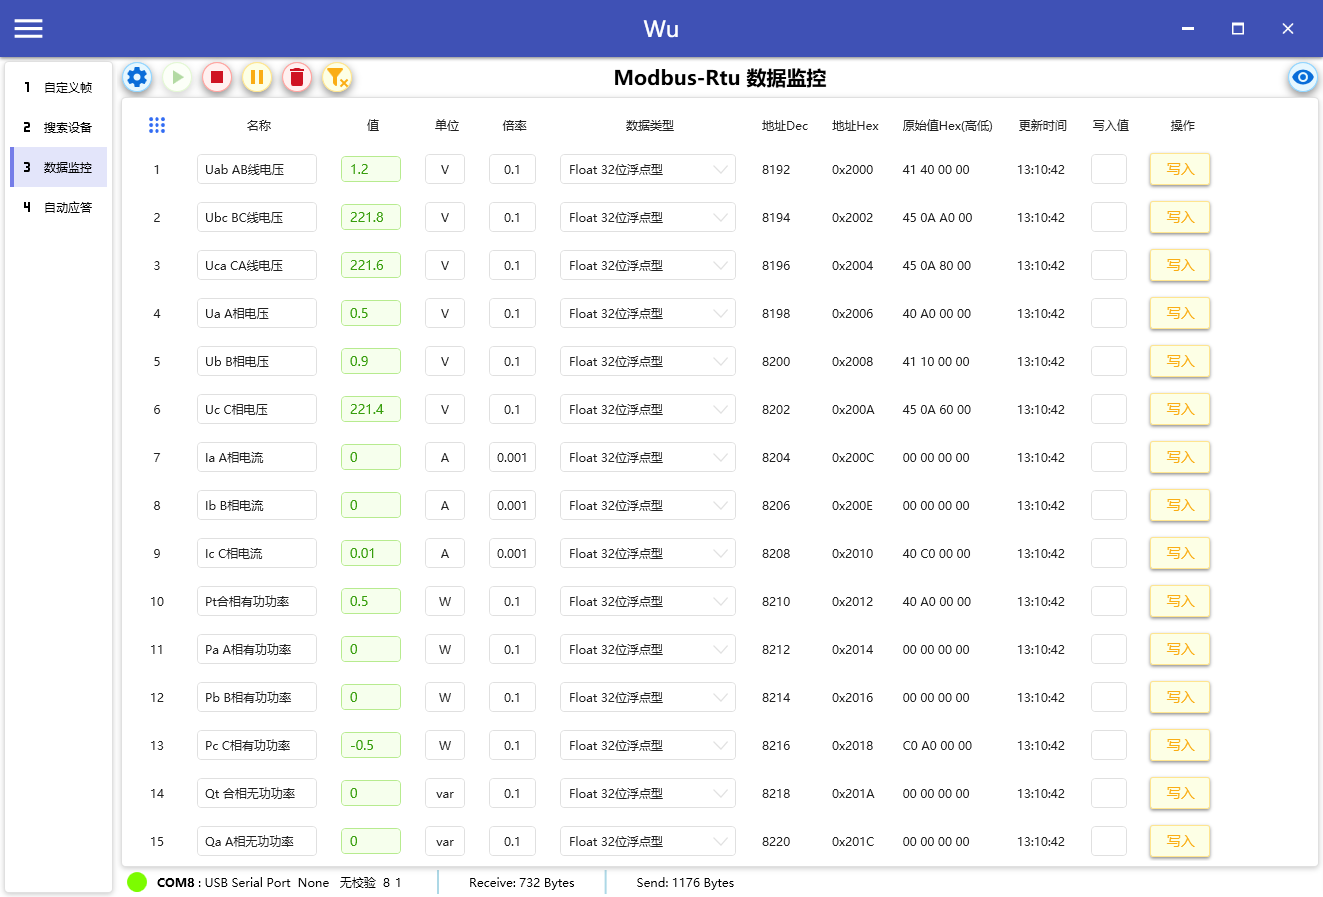 Wu
1 自定义帧
2 搜索设备
3 数据监控
4 自动应答
Modbus-Rtu 数据监控
名称 值 单位 倍率 数据类型 地址Dec 地址Hex 原始值Hex(高低) 更新时间 写入值 操作
1 Uab AB线电压 1.2 V 0.1 Float 32位浮点型 8192 0x2000 41 40 00 00 13:10:42 写入
2 Ubc BC线电压 221.8 V 0.1 Float 32位浮点型 8194 0x2002 45 0A A0 00 13:10:42 写入
3 Uca CA线电压 221.6 V 0.1 Float 32位浮点型 8196 0x2004 45 0A 80 00 13:10:42 写入
4 Ua A相电压 0.5 V 0.1 Float 32位浮点型 8198 0x2006 40 A0 00 00 13:10:42 写入
5 Ub B相电压 0.9 V 0.1 Float 32位浮点型 8200 0x2008 41 10 00 00 13:10:42 写入
6 Uc C相电压 221.4 V 0.1 Float 32位浮点型 8202 0x200A 45 0A 60 00 13:10:42 写入
7 Ia A相电流 0 A 0.001 Float 32位浮点型 8204 0x200C 00 00 00 00 13:10:42 写入
8 Ib B相电流 0 A 0.001 Float 32位浮点型 8206 0x200E 00 00 00 00 13:10:42 写入
9 Ic C相电流 0.01 A 0.001 Float 32位浮点型 8208 0x2010 40 C0 00 00 13:10:42 写入
10 Pt合相有功功率 0.5 W 0.1 Float 32位浮点型 8210 0x2012 40 A0 00 00 13:10:42 写入
11 Pa A相有功功率 0 W 0.1 Float 32位浮点型 8212 0x2014 00 00 00 00 13:10:42 写入
12 Pb B相有功功率 0 W 0.1 Float 32位浮点型 8214 0x2016 00 00 00 00 13:10:42 写入
13 Pc C相有功功率 -0.5 W 0.1 Float 32位浮点型 8216 0x2018 C0 A0 00 00 13:10:42 写入
14 Qt 合相无功功率 0 var 0.1 Float 32位浮点型 8218 0x201A 00 00 00 00 13:10:42 写入
15 Qa A相无功功率 0 var 0.1 Float 32位浮点型 8220 0x201C 00 00 00 00 13:10:42 写入
COM8 : USB Serial Port None 无校验 8 1 Receive: 732 Bytes Send: 1176 Bytes